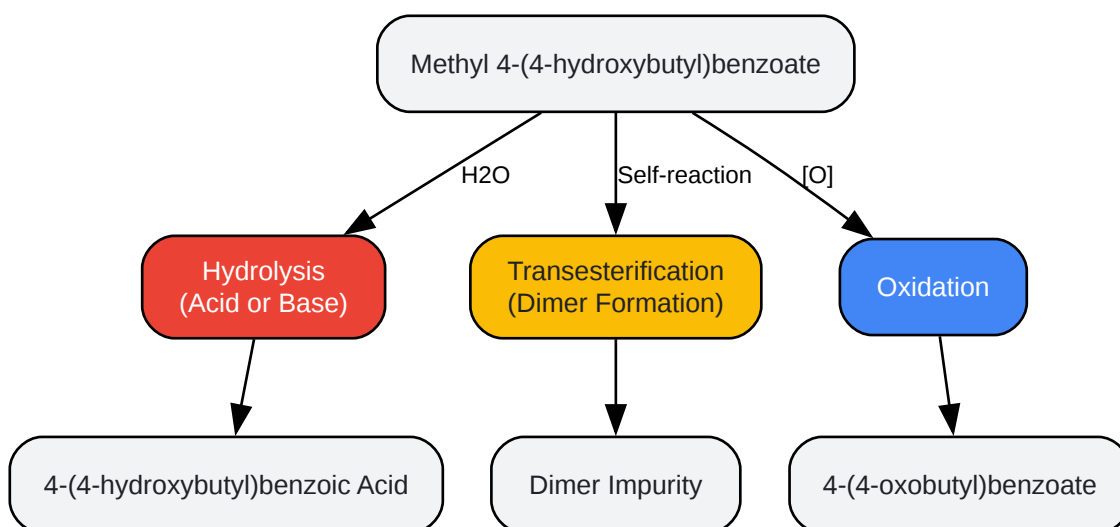 Methyl 4-(4-hydroxybutyl)benzoate
H2O
Self-reaction
[O]
Hydrolysis
(Acid or Base)
Transesterification
(Dimer Formation)
Oxidation
4-(4-hydroxybutyl)benzoic Acid
Dimer Impurity
4-(4-oxobutyl)benzoate